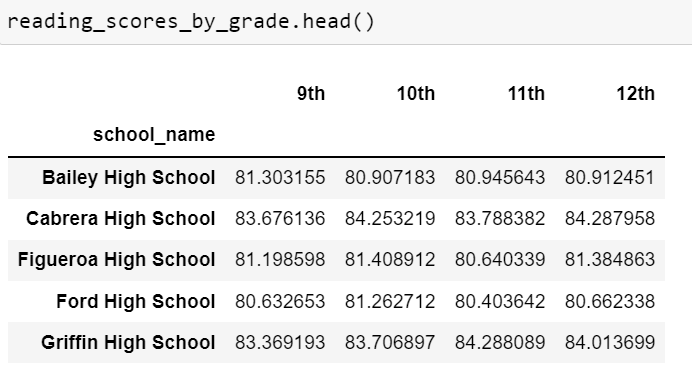 reading_scores_by_grade.head()
9th 10th 11th 12th
school_name
Bailey High School 81.303155 80.907183 80.945643 80.912451
Cabrera High School 83.676136 84.253219 83.788382 84.287958
Figueroa High School 81.198598 81.408912 80.640339 81.384863
Ford High School 80.632653 81.262712 80.403642 80.662338
Griffin High School 83.369193 83.706897 84.288089 84.013699